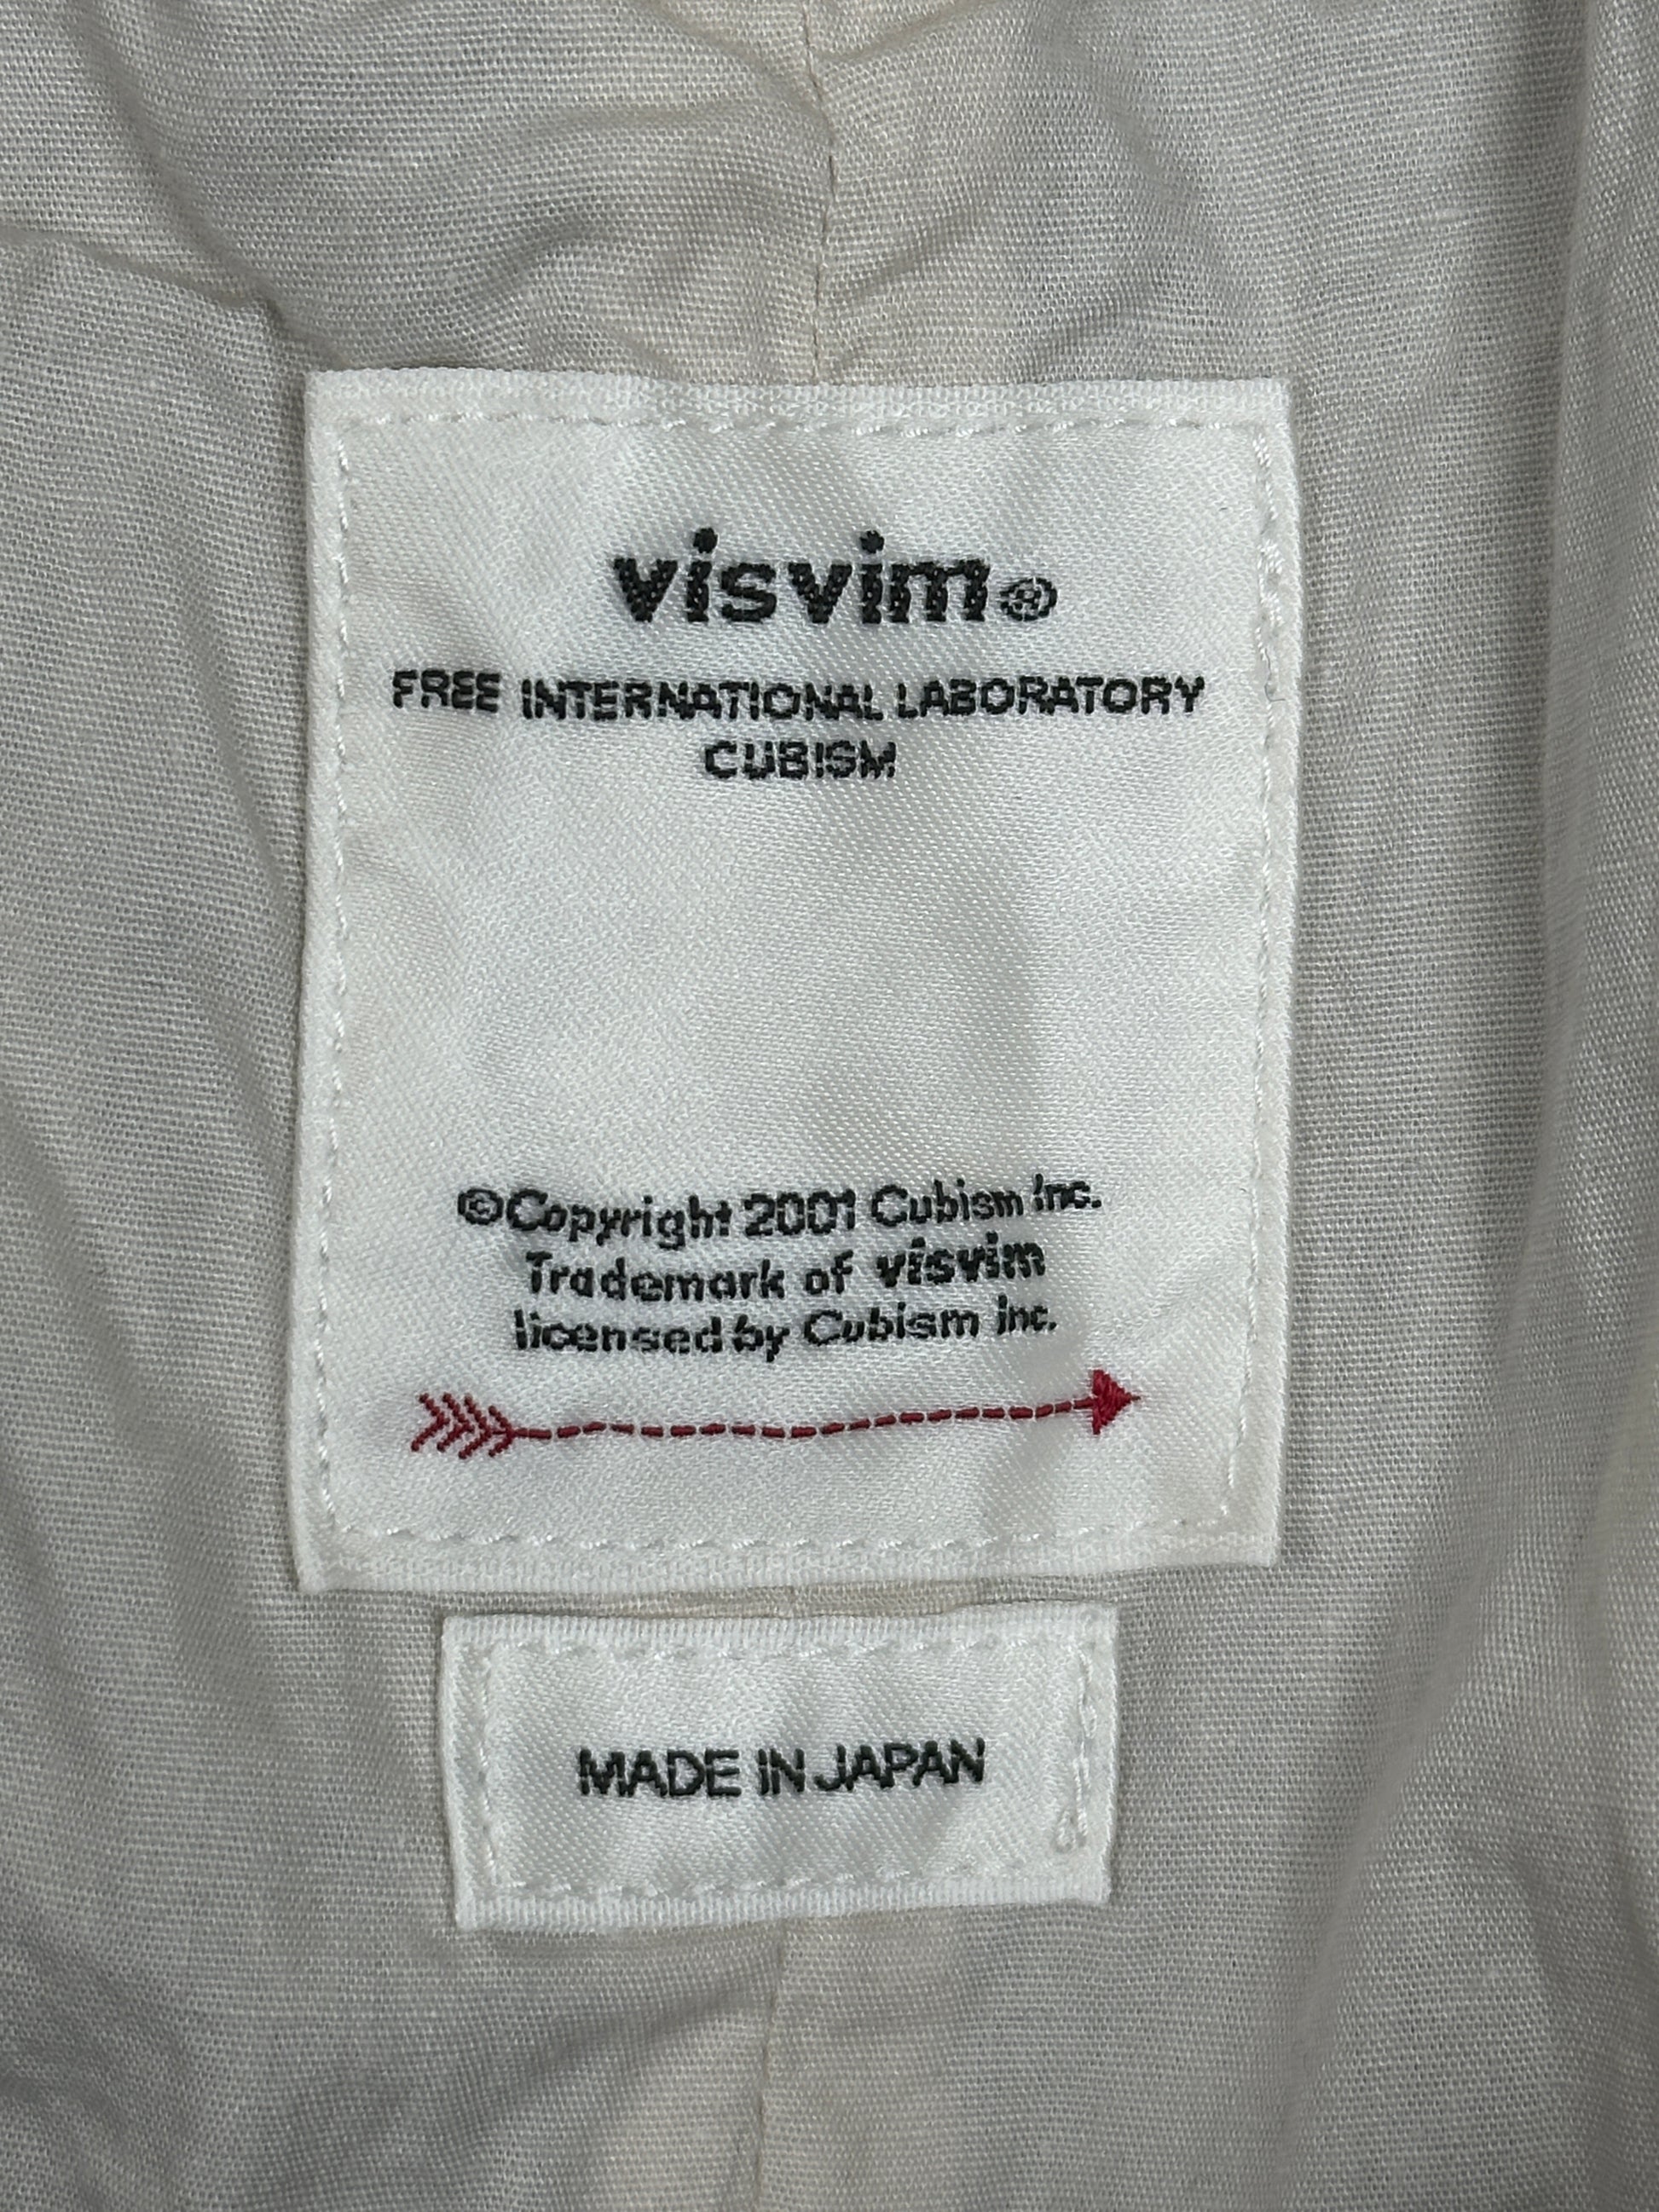 visvim®
FREE INTERNATIONAL LABORATORY
CUBISM
©Copyright 2001 Cubism inc.
Trademark of visvim
licensed by Cubism inc.
MADE IN JAPAN